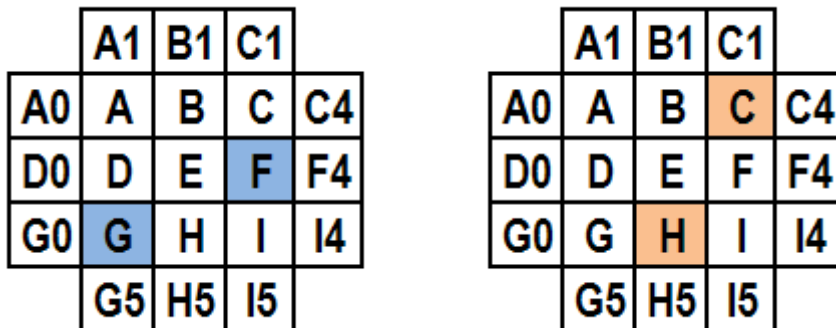 A1 B1 C1 A1 B1 C1
A0 A B C C4 A0 A B C C4
D0 D E F F4 D0 D E F F4
G0 G H I I4 G0 G H I I4
G5 H5 I5 G5 H5 I5